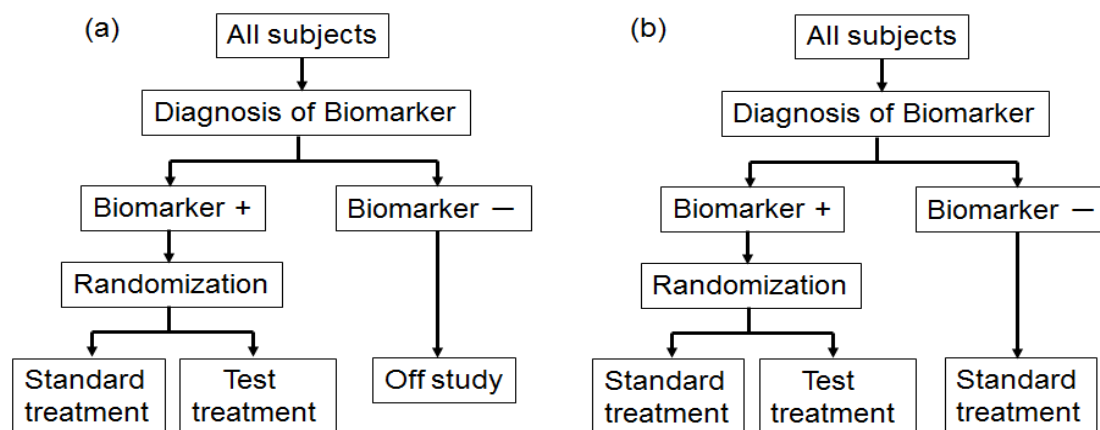 (a)
All subjects
Diagnosis of Biomarker
Biomarker +
Biomarker —
Randomization
Standard
treatment
Test
treatment
Off study
(b)
All subjects
Diagnosis of Biomarker
Biomarker +
Biomarker —
Randomization
Standard
treatment
Test
treatment
Standard
treatment